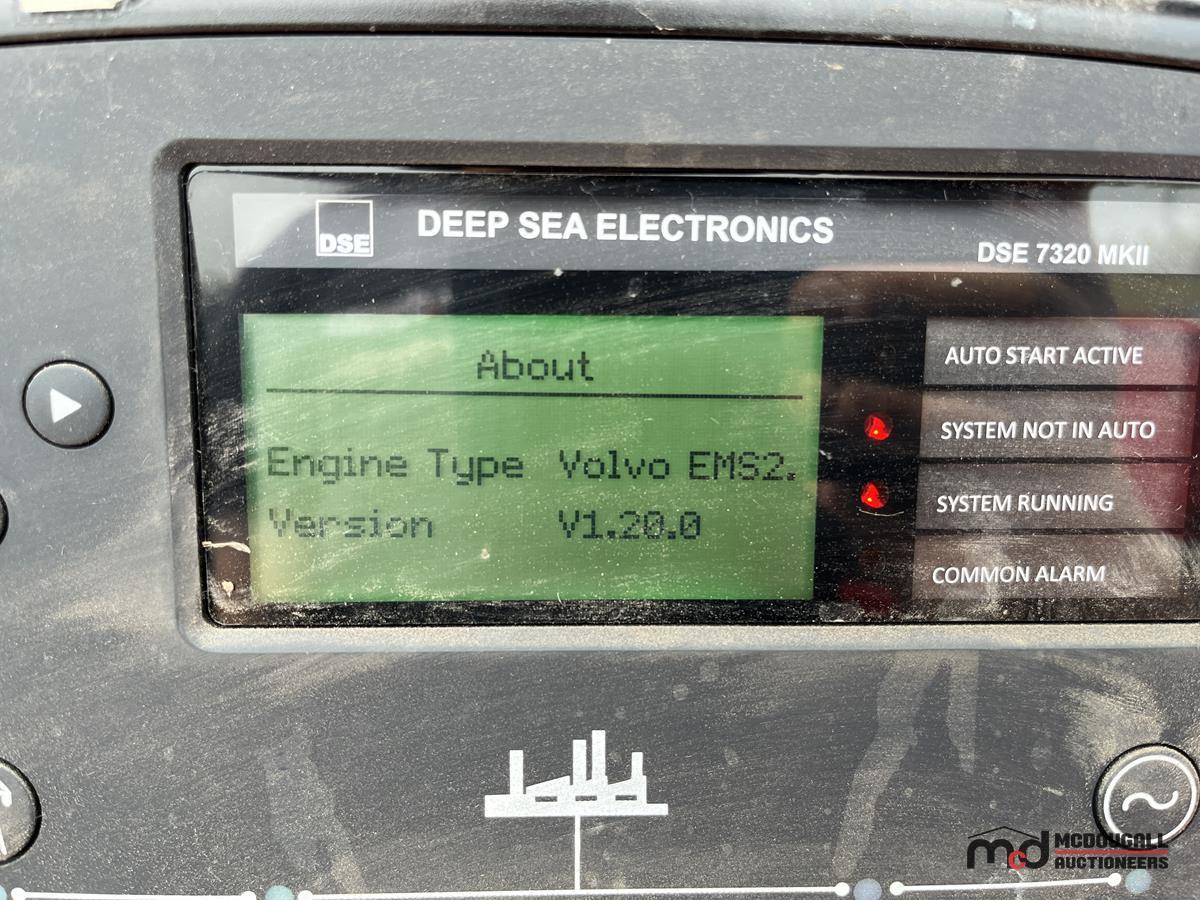 DSE
DEEP SEA ELECTRONICS
DSE 7320 MKII
About
Engine Type Volvo EMS2.
Version V1.20.0
AUTO START ACTIVE
SYSTEM NOT IN AUTO
SYSTEM RUNNING
COMMON ALARM
mcd MCDOUGALL
AUCTIONEERS